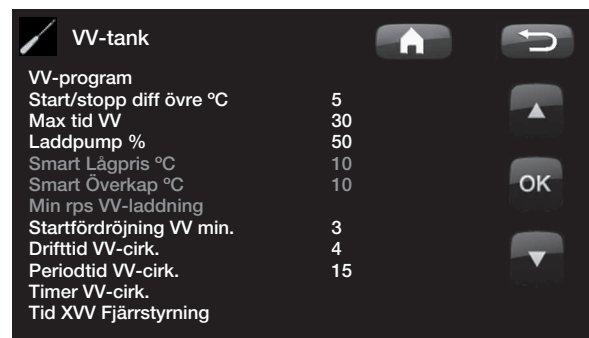 VV-tank
VV-program
Start/stopp diff övre ºC 5
Max tid VV 30
Laddpump % 50
Smart Lågpris ºC 10
Smart Överkap ºC 10
Min rps VV-laddning
Startfördröjning VV min. 3
Drifttid VV-cirk. 4
Periodtid VV-cirk. 15
Timer VV-cirk.
Tid XVV Fjärrstyrning
OK